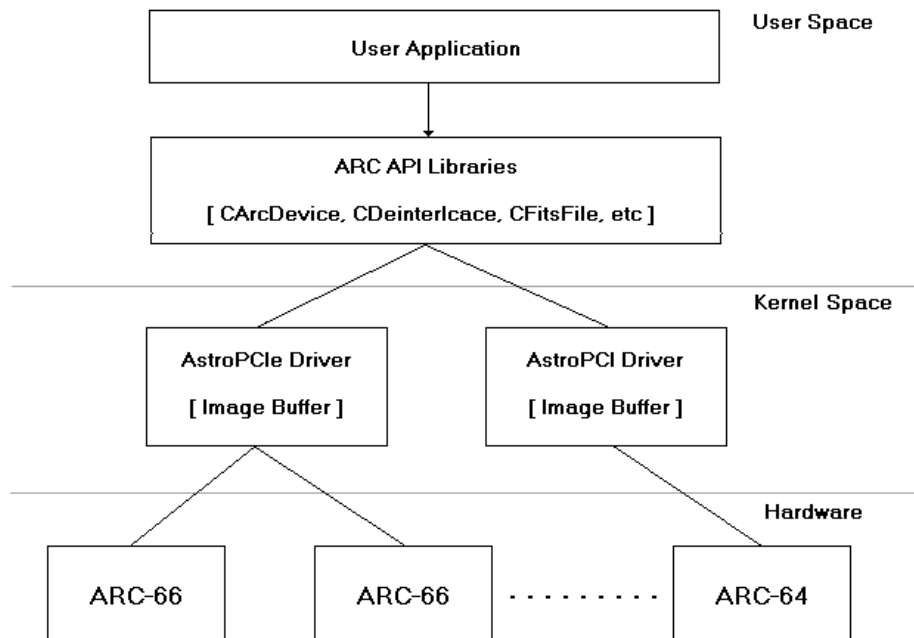 User Space
User Application
ARC API Libraries
[ CArcDevice, CDeinterlcace, CFitsFile, etc ]
Kernel Space
AstroPCIe Driver
[ Image Buffer ]
AstroPCI Driver
[ Image Buffer ]
Hardware
ARC-66
ARC-66
ARC-64